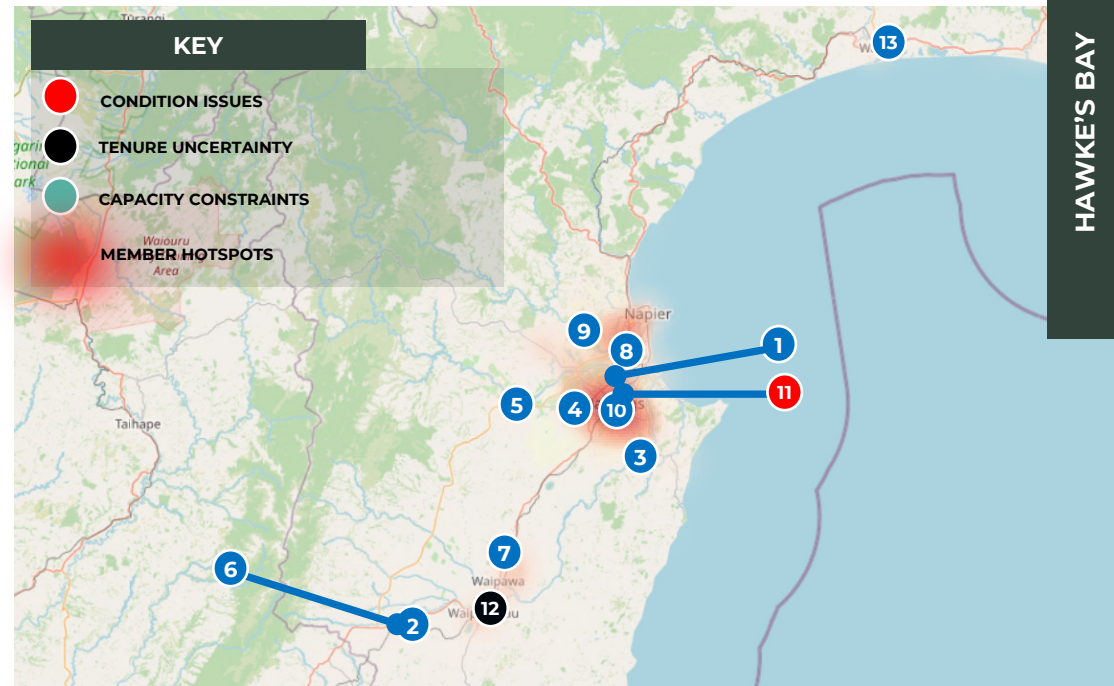 Tūrangi
KEY
13
HAWKE'S BAY
CONDITION ISSUES
TENURE UNCERTAINTY
CAPACITY CONSTRAINTS
Waiouru
MEMBER HOTSPOTS
Area
Napier
9
8
1
11
5
4
10
Taihape
3
7
6
Waipawa
12
2